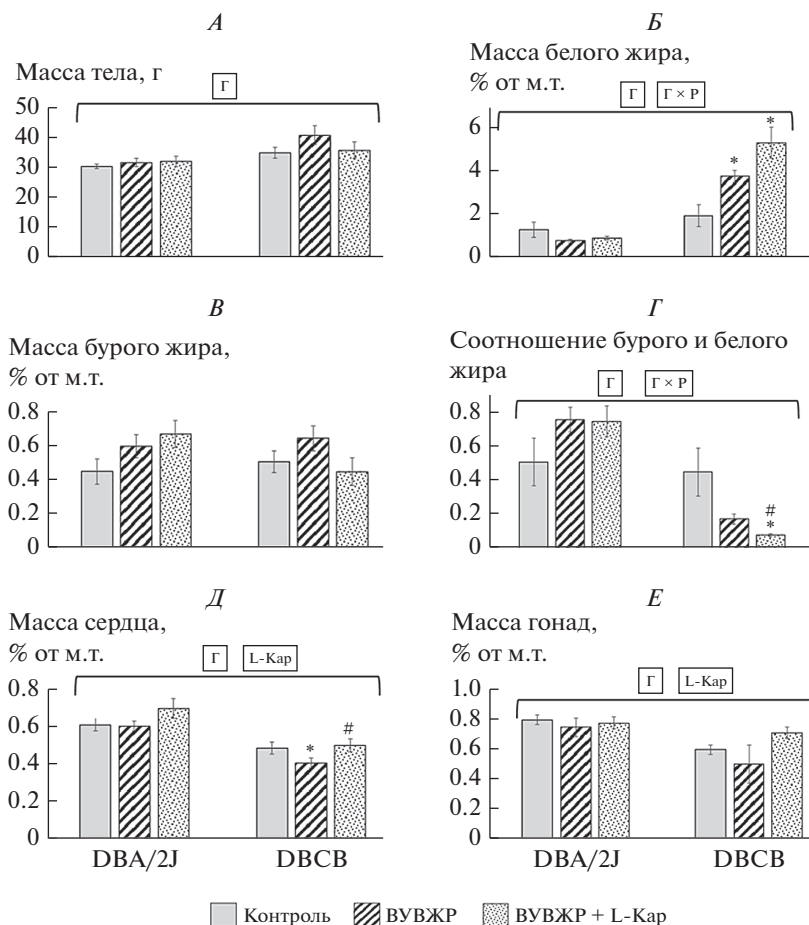 А
Масса тела, г
Г
50
40
30
20
10
0
Б
Масса белого жира,
% от м.т.
Г Г × Р
6
4
2
0
* *
В
Масса бурого жира,
% от м.т.
0.8
0.6
0.4
0.2
0
Г
Соотношение бурого и белого
жира
Г Г × Р
0.8
0.6
0.4
0.2
0
#
*
Д
Масса сердца,
% от м.т.
Г L-Кар
0.8
0.6
0.4
0.2
0
* #
DBA/2J DBCB
Е
Масса гонад,
% от м.т.
Г L-Кар
1.0
0.8
0.6
0.4
0.2
0
DBA/2J DBCB
Контроль ВУВЖР ВУВЖР + L-Кар